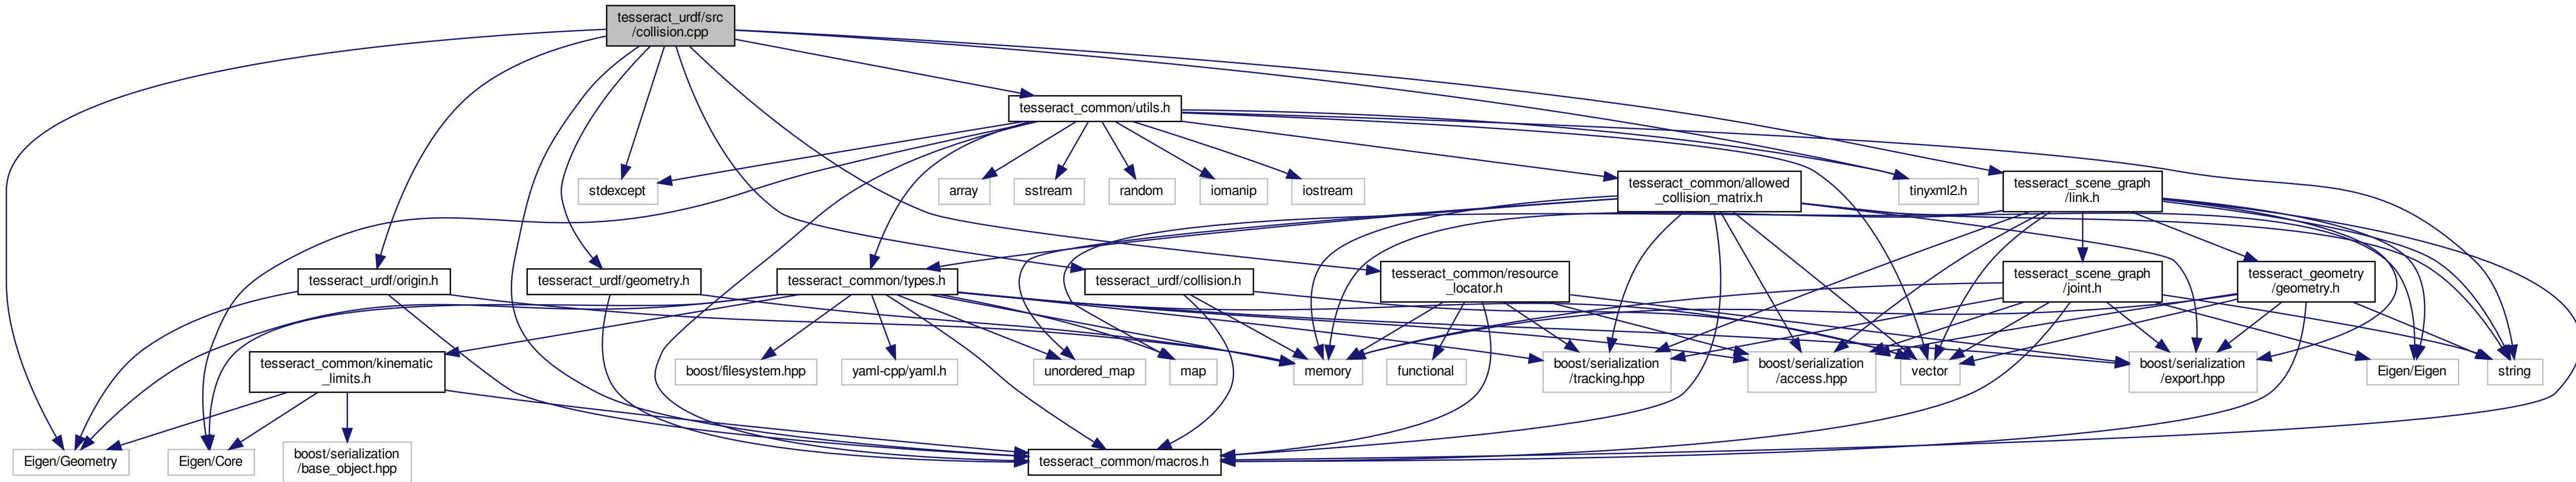 tesseract_urdf/src
/collision.cpp
tesseract_common/utils.h
stdexcept
array
sstream
random
iomanip
iostream
tesseract_common/allowed
_collision_matrix.h
tinyxml2.h
tesseract_scene_graph
/link.h
tesseract_urdf/origin.h
tesseract_urdf/geometry.h
tesseract_common/types.h
tesseract_urdf/collision.h
tesseract_common/resource
_locator.h
tesseract_scene_graph
/joint.h
tesseract_geometry
/geometry.h
tesseract_common/kinematic
_limits.h
boost/filesystem.hpp
yaml-cpp/yaml.h
unordered_map
map
memory
functional
boost/serialization
/tracking.hpp
boost/serialization
/access.hpp
vector
boost/serialization
/export.hpp
Eigen/Eigen
string
Eigen/Geometry
Eigen/Core
boost/serialization
/base_object.hpp
tesseract_common/macros.h